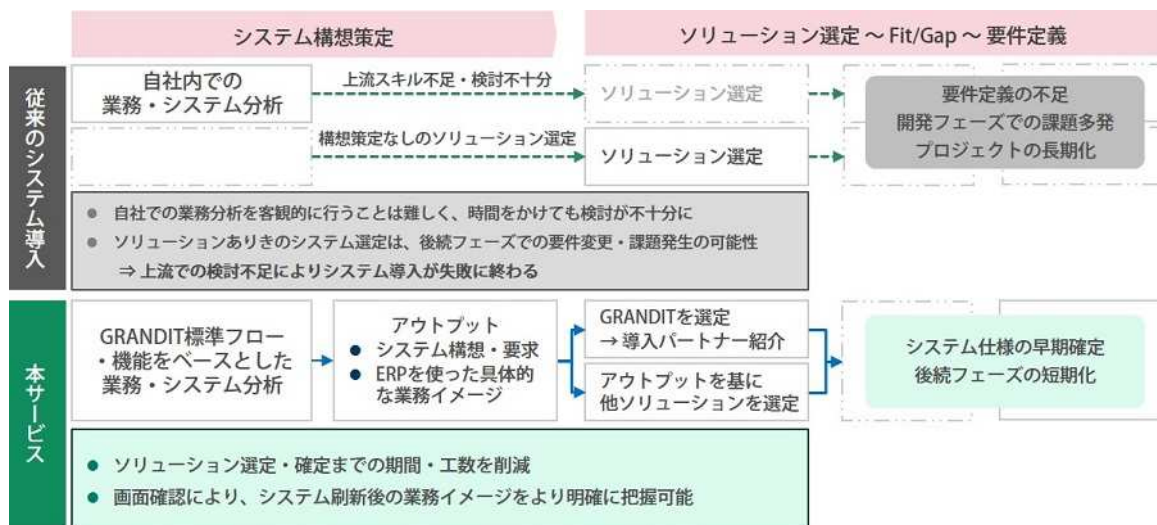 システム構想策定
ソリューション選定 ～ Fit/Gap ～ 要件定義
従来のシステム導入
自社内での
業務・システム分析
上流スキル不足・検討不十分
ソリューション選定
構想策定なしのソリューション選定
ソリューション選定
要件定義の不足
開発フェーズでの課題多発
プロジェクトの長期化
● 自社での業務分析を客観的に行うことは難しく、時間をかけても検討が不十分に
● ソリューションありきのシステム選定は、後続フェーズでの要件変更・課題発生の可能性
⇒ 上流での検討不足によりシステム導入が失敗に終わる
本サービス
GRANDIT標準フロー
・機能をベースとした
業務・システム分析
アウトプット
● システム構想・要求
● ERPを使った具体的
な業務イメージ
GRANDITを選定
→ 導入パートナー紹介
アウトプットを基に
他ソリューションを選定
システム仕様の早期確定
後続フェーズの短期化
● ソリューション選定・確定までの期間・工数を削減
● 画面確認により、システム刷新後の業務イメージをより明確に把握可能